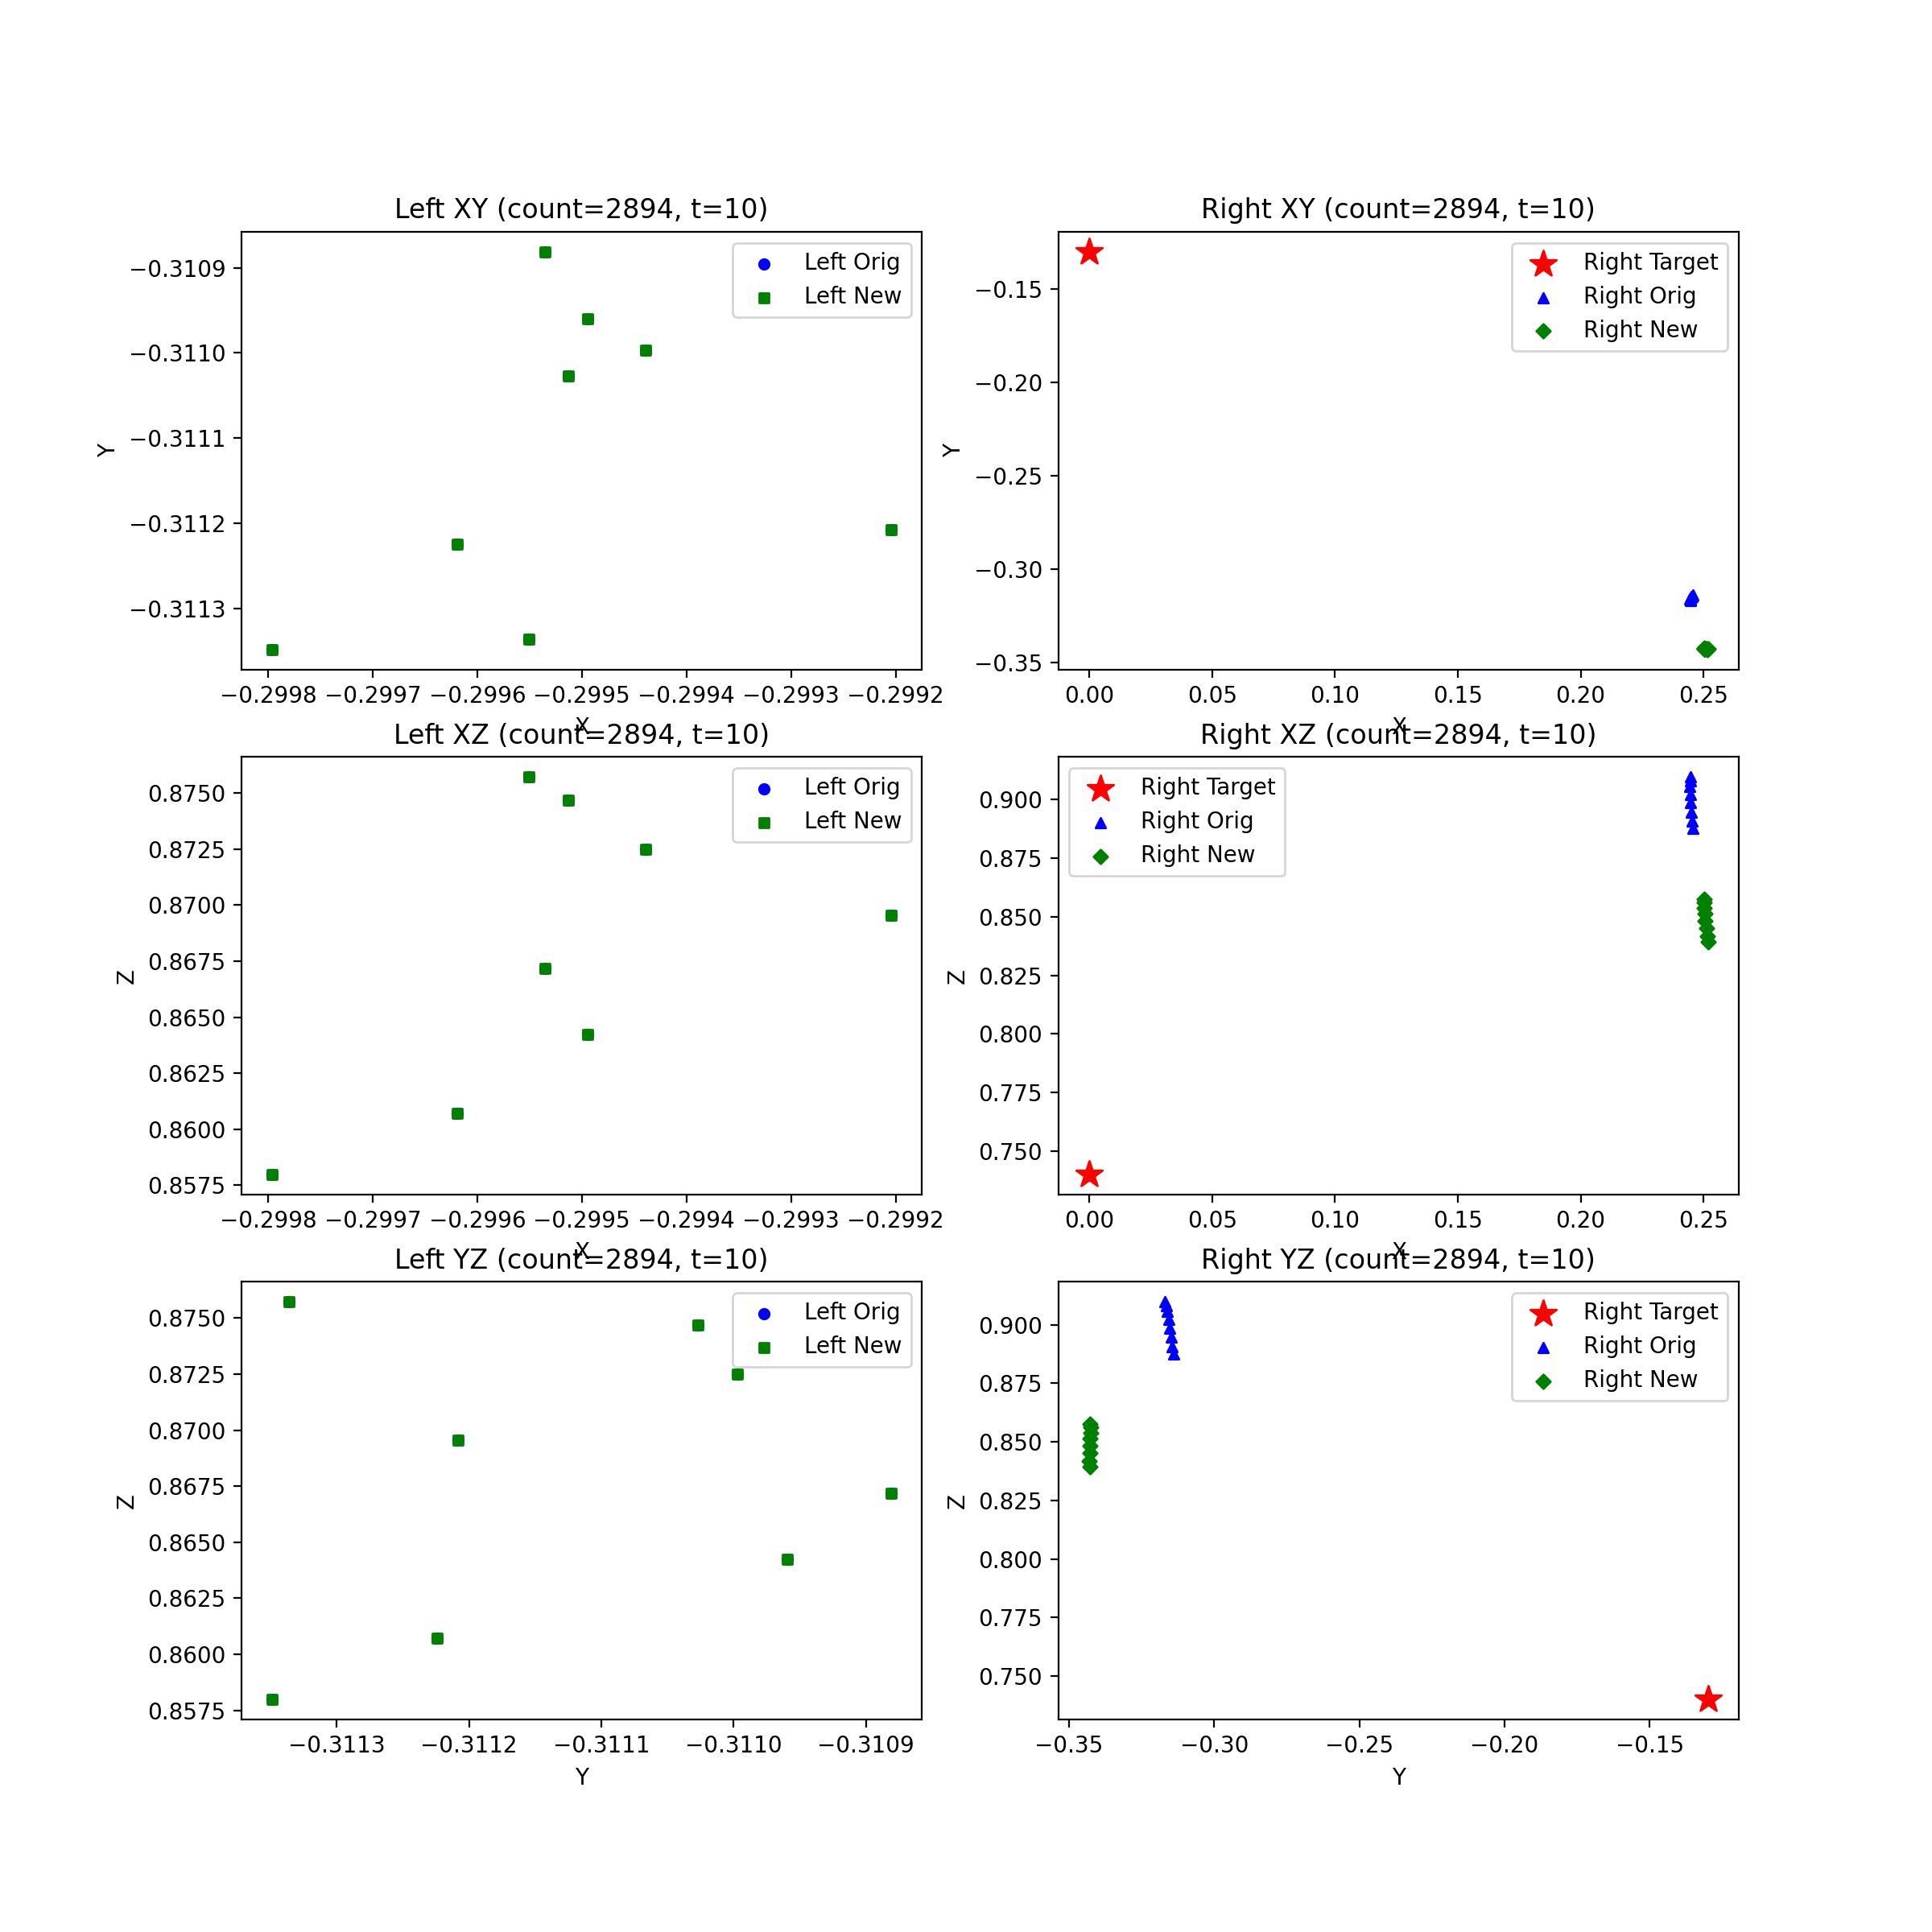 Left XY (count=2894, t=10)
Left Orig
Left New
−0.3109
−0.3110
−0.3111
−0.3112
−0.3113
Y
−0.2998 −0.2997 −0.2996 −0.2995 −0.2994 −0.2993 −0.2992
X
Right XY (count=2894, t=10)
Right Target
Right Orig
Right New
−0.15
−0.20
−0.25
−0.30
−0.35
Y
0.00 0.05 0.10 0.15 0.20 0.25
X
Left XZ (count=2894, t=10)
Left Orig
Left New
0.8750
0.8725
0.8700
0.8675
0.8650
0.8625
0.8600
0.8575
Z
−0.2998 −0.2997 −0.2996 −0.2995 −0.2994 −0.2993 −0.2992
X
Right XZ (count=2894, t=10)
Right Target
Right Orig
Right New
0.900
0.875
0.850
0.825
0.800
0.775
0.750
Z
0.00 0.05 0.10 0.15 0.20 0.25
X
Left YZ (count=2894, t=10)
Left Orig
Left New
0.8750
0.8725
0.8700
0.8675
0.8650
0.8625
0.8600
0.8575
Z
−0.3113 −0.3112 −0.3111 −0.3110 −0.3109
Y
Right YZ (count=2894, t=10)
Right Target
Right Orig
Right New
0.900
0.875
0.850
0.825
0.800
0.775
0.750
Z
−0.35 −0.30 −0.25 −0.20 −0.15
Y